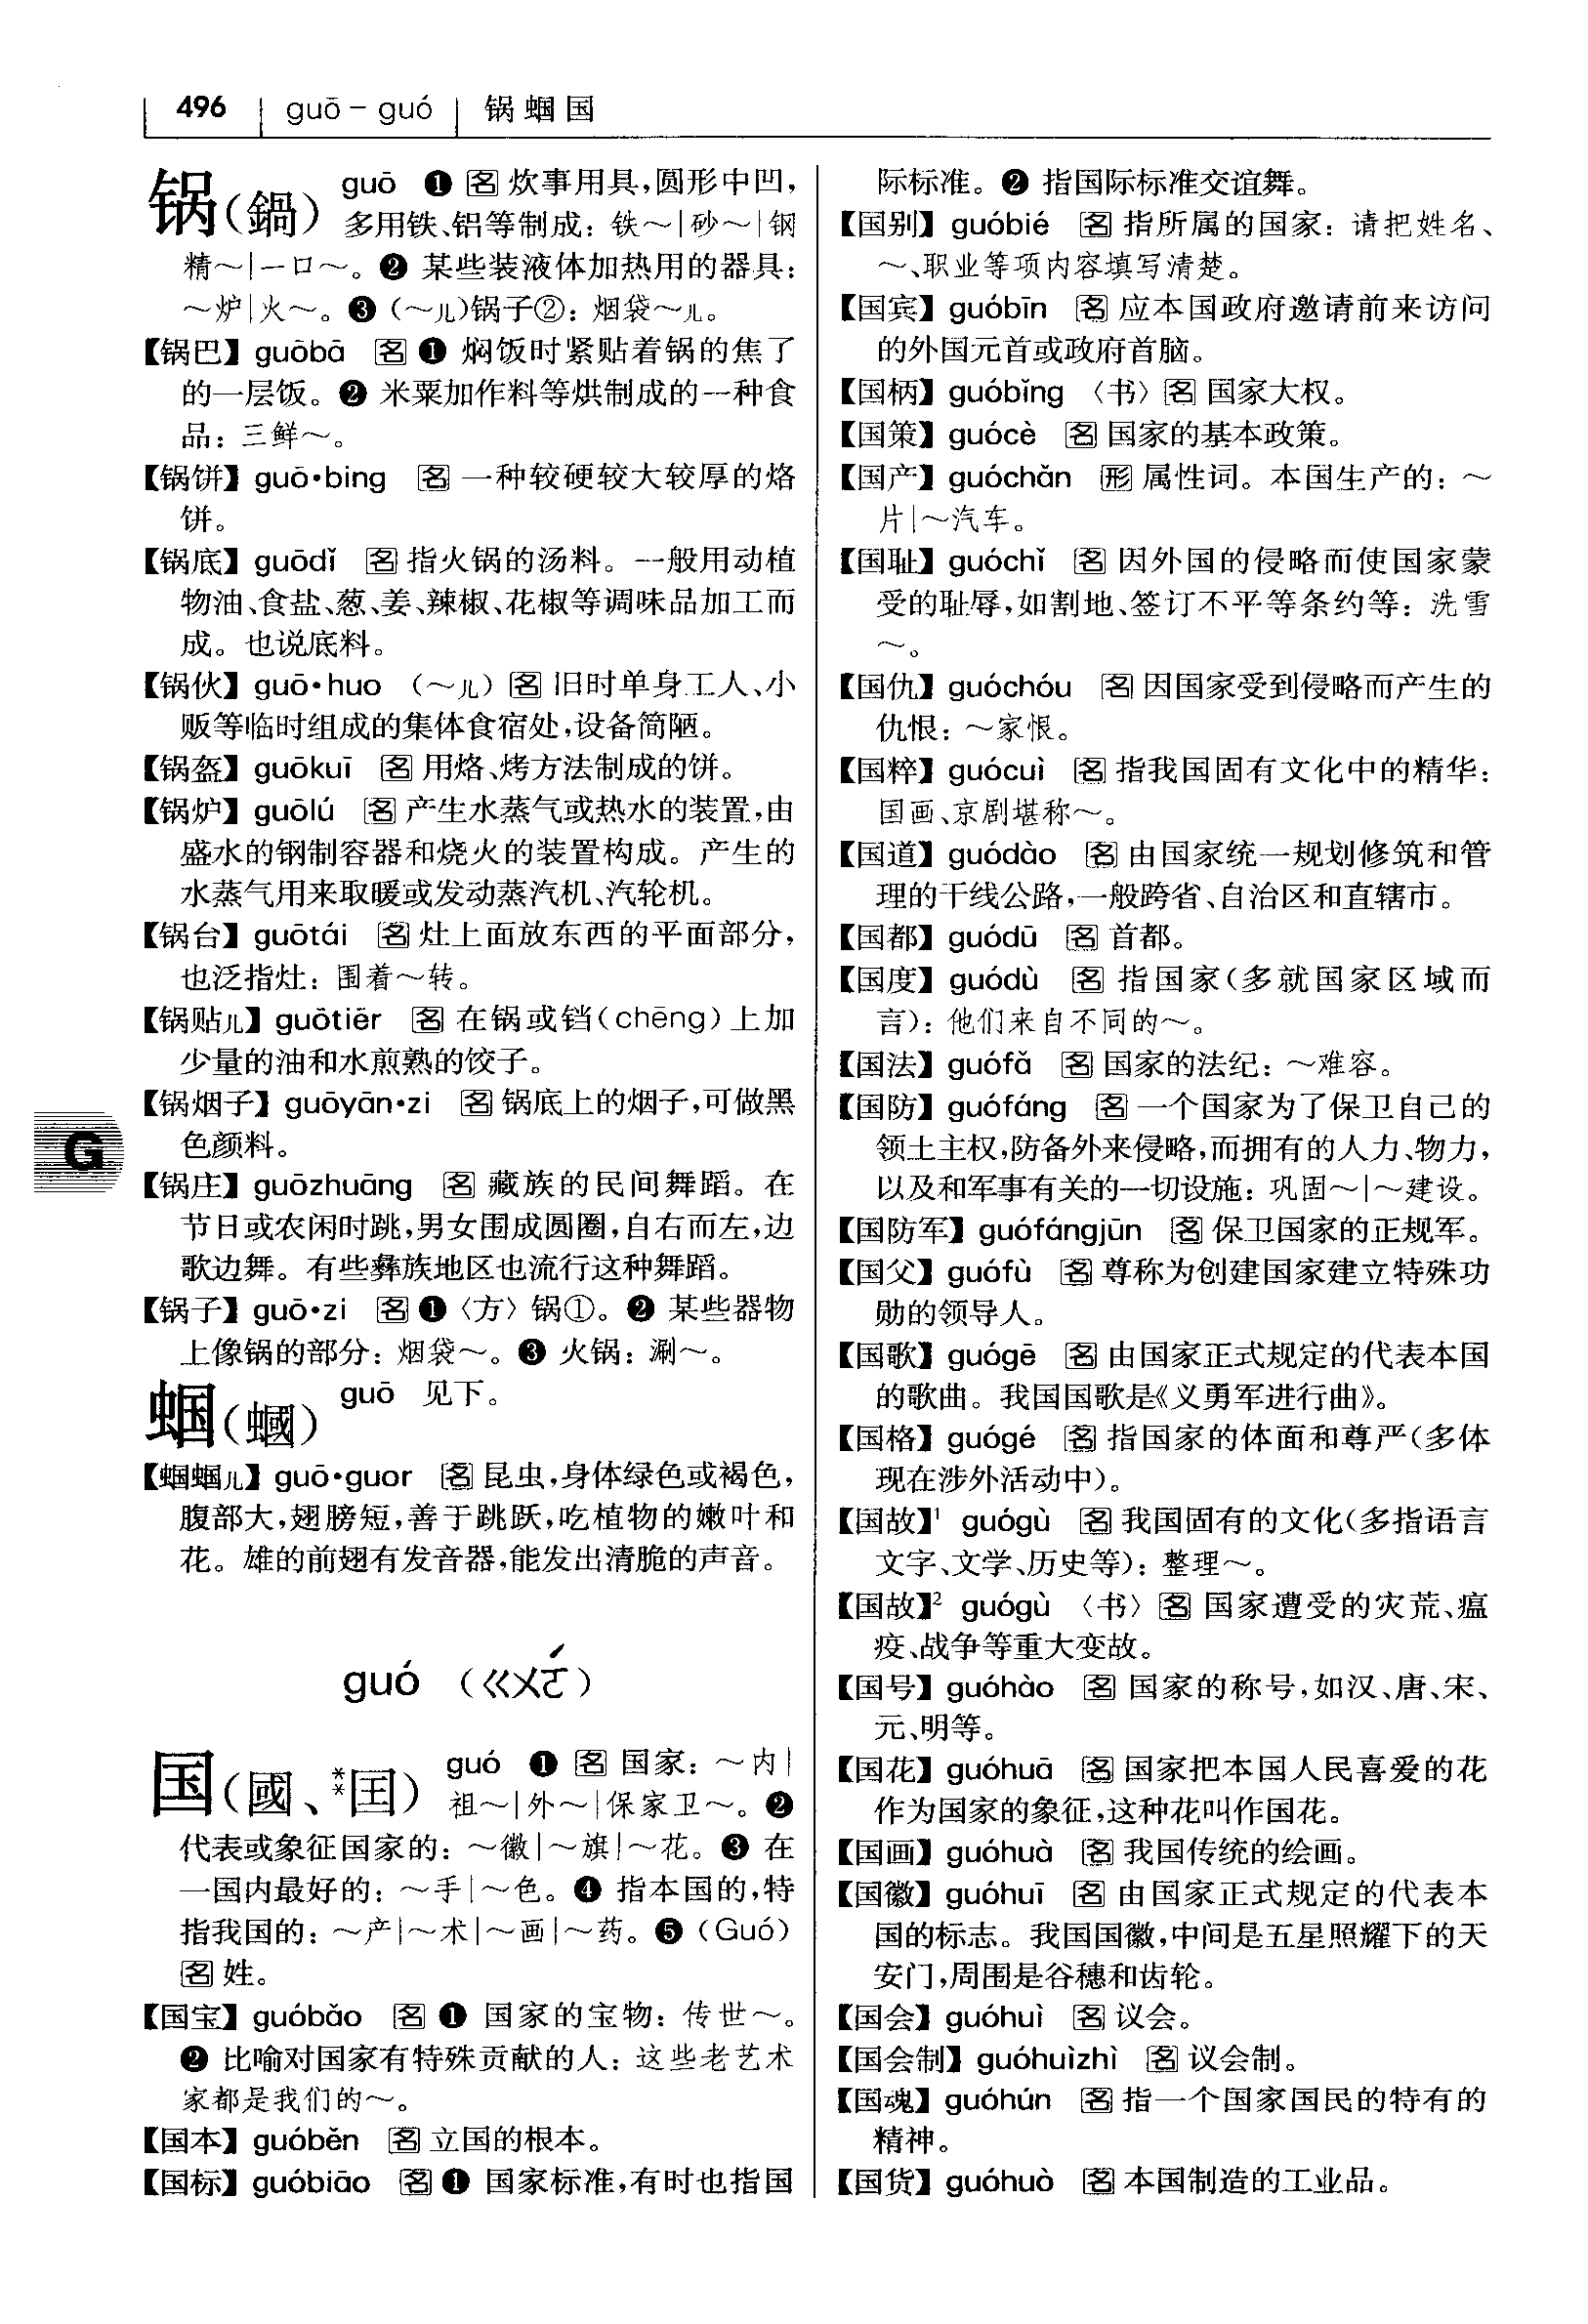 496 guō – guó 锅蝈国
锅(鍋) guō ❶ 名 炊事用具,圆形中凹,
多用铁、铝等制成: 铁～|砂～|钢
精～|一口～。❷ 某些装液体加热用的器具:
～炉|火～。❸ (～儿)锅子②: 烟袋～儿。
【锅巴】 guōbā 名 ❶ 焖饭时紧贴着锅的焦了
的一层饭。❷ 米粟加作料等烘制成的一种食
品: 三鲜～。
【锅饼】 guō·bing 名 一种较硬较大较厚的烙
饼。
【锅底】 guōdǐ 名 指火锅的汤料。一般用动植
物油、食盐、葱、姜、辣椒、花椒等调味品加工而
成。也说底料。
【锅伙】 guō·huo (～儿) 名 旧时单身工人、小
贩等临时组成的集体食宿处,设备简陋。
【锅盔】 guōkuī 名 用烙、烤方法制成的饼。
【锅炉】 guōlú 名 产生水蒸气或热水的装置,由
盛水的钢制容器和烧火的装置构成。产生的
水蒸气用来取暖或发动蒸汽机、汽轮机。
【锅台】 guōtái 名 灶上面放东西的平面部分,
也泛指灶: 围着～转。
【锅贴儿】 guōtiēr 名 在锅或铛(chēng)上加
少量的油和水煎熟的饺子。
【锅烟子】 guōyān·zi 名 锅底上的烟子,可做黑
色颜料。
【锅庄】 guōzhuāng 名 藏族的民间舞蹈。在
节日或农闲时跳,男女围成圆圈,自右而左,边
歌边舞。有些彝族地区也流行这种舞蹈。
【锅子】 guō·zi 名 ❶〈方〉锅①。❷ 某些器物
上像锅的部分: 烟袋～。❸ 火锅: 涮～。
蝈(蟈) guō 见下。
【蝈蝈儿】 guō·guor 名 昆虫,身体绿色或褐色,
腹部大,翅膀短,善于跳跃,吃植物的嫩叶和
花。雄的前翅有发音器,能发出清脆的声音。
guó (ㄍㄨㄛˊ)
国(國、**囯) guó ❶ 名 国家: ～内|
祖～|外～|保家卫～。❷
代表或象征国家的: ～徽|～旗|～花。❸ 在
一国内最好的: ～手|～色。❹ 指本国的,特
指我国的: ～产|～术|～画|～药。❺ (Guó)
名 姓。
【国宝】 guóbǎo 名 ❶ 国家的宝物: 传世～。
❷ 比喻对国家有特殊贡献的人: 这些老艺术
家都是我们的～。
【国本】 guóběn 名 立国的根本。
【国标】 guóbiāo 名 ❶ 国家标准,有时也指国
际标准。❷ 指国际标准交谊舞。
【国别】 guóbié 名 指所属的国家: 请把姓名、
～、职业等项内容填写清楚。
【国宾】 guóbīn 名 应本国政府邀请前来访问
的外国元首或政府首脑。
【国柄】 guóbǐng 〈书〉名 国家大权。
【国策】 guócè 名 国家的基本政策。
【国产】 guóchǎn 形 属性词。本国生产的: ～
片|～汽车。
【国耻】 guóchǐ 名 因外国的侵略而使国家蒙
受的耻辱,如割地、签订不平等条约等: 洗雪
～。
【国仇】 guóchóu 名 因国家受到侵略而产生的
仇恨: ～家恨。
【国粹】 guócuì 名 指我国固有文化中的精华:
国画、京剧堪称～。
【国道】 guódào 名 由国家统一规划修筑和管
理的干线公路,一般跨省、自治区和直辖市。
【国都】 guódū 名 首都。
【国度】 guódù 名 指国家(多就国家区域而
言): 他们来自不同的～。
【国法】 guófǎ 名 国家的法纪: ～难容。
【国防】 guófáng 名 一个国家为了保卫自己的
领土主权,防备外来侵略,而拥有的人力、物力,
以及和军事有关的一切设施: 巩固～|～建设。
【国防军】 guófángjūn 名 保卫国家的正规军。
【国父】 guófù 名 尊称为创建国家建立特殊功
勋的领导人。
【国歌】 guógē 名 由国家正式规定的代表本国
的歌曲。我国国歌是《义勇军进行曲》。
【国格】 guógé 名 指国家的体面和尊严(多体
现在涉外活动中)。
【国故】¹ guógù 名 我国固有的文化(多指语言
文字、文学、历史等): 整理～。
【国故】² guógù 〈书〉名 国家遭受的灾荒、瘟
疫、战争等重大变故。
【国号】 guóhào 名 国家的称号,如汉、唐、宋、
元、明等。
【国花】 guóhuā 名 国家把本国人民喜爱的花
作为国家的象征,这种花叫作国花。
【国画】 guóhuà 名 我国传统的绘画。
【国徽】 guóhuī 名 由国家正式规定的代表本
国的标志。我国国徽,中间是五星照耀下的天
安门,周围是谷穗和齿轮。
【国会】 guóhuì 名 议会。
【国会制】 guóhuìzhì 名 议会制。
【国魂】 guóhún 名 指一个国家国民的特有的
精神。
【国货】 guóhuò 名 本国制造的工业品。
G